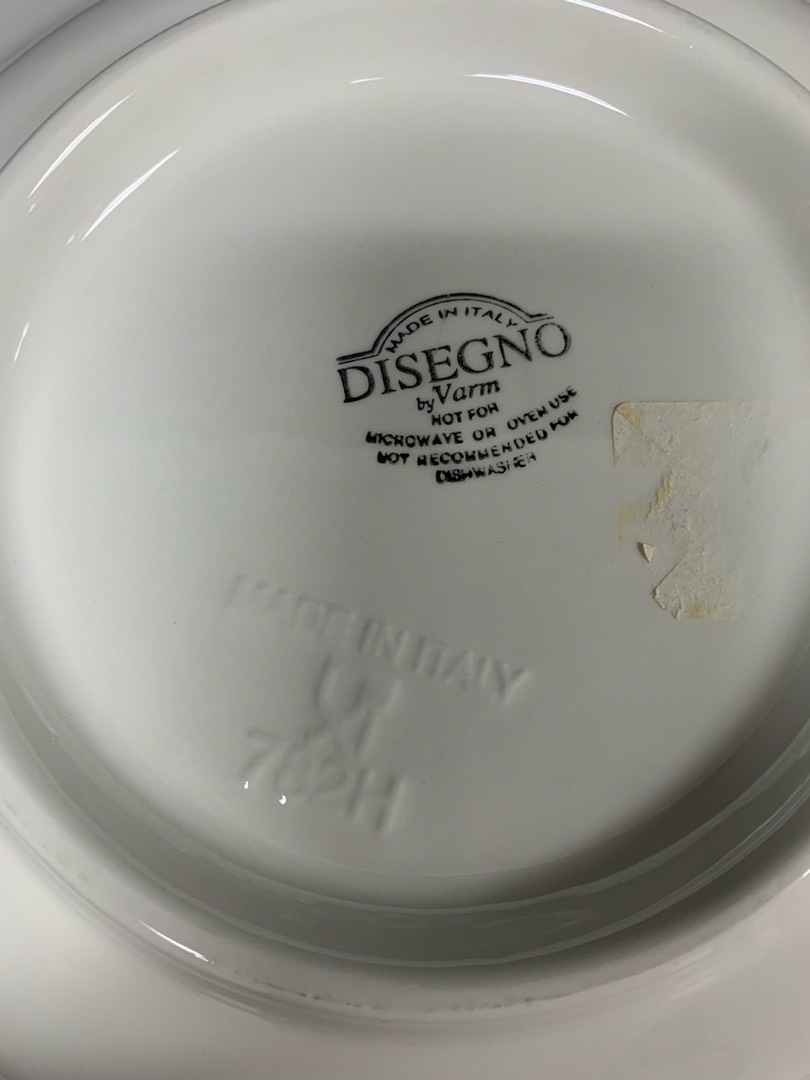 MADE IN ITALY
DISEGNO
by Varm
NOT FOR
MICROWAVE OR OVEN USE
NOT RECOMMENDED FOR
DISHWASHER
MADE IN ITALY
762H